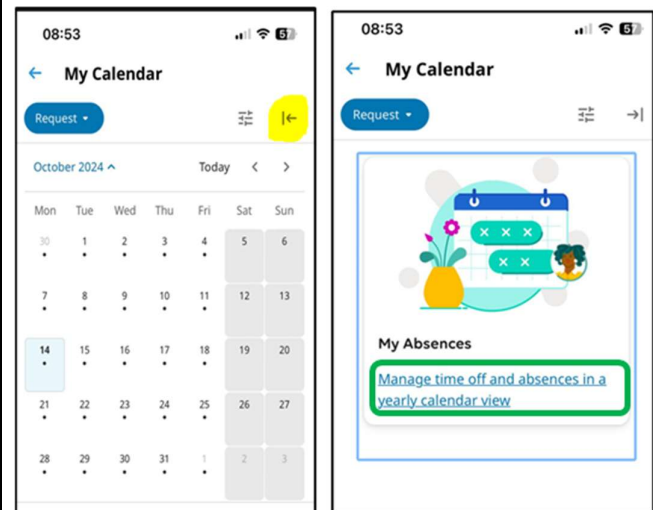 08:53
57
My Calendar
Request
October 2024
Today
Mon Tue Wed Thu Fri Sat Sun
30 1 2 3 4 5 6
7 8 9 10 11 12 13
14 15 16 17 18 19 20
21 22 23 24 25 26 27
28 29 30 31 1 2 3
08:53
57
My Calendar
Request
My Absences
Manage time off and absences in a
yearly calendar view